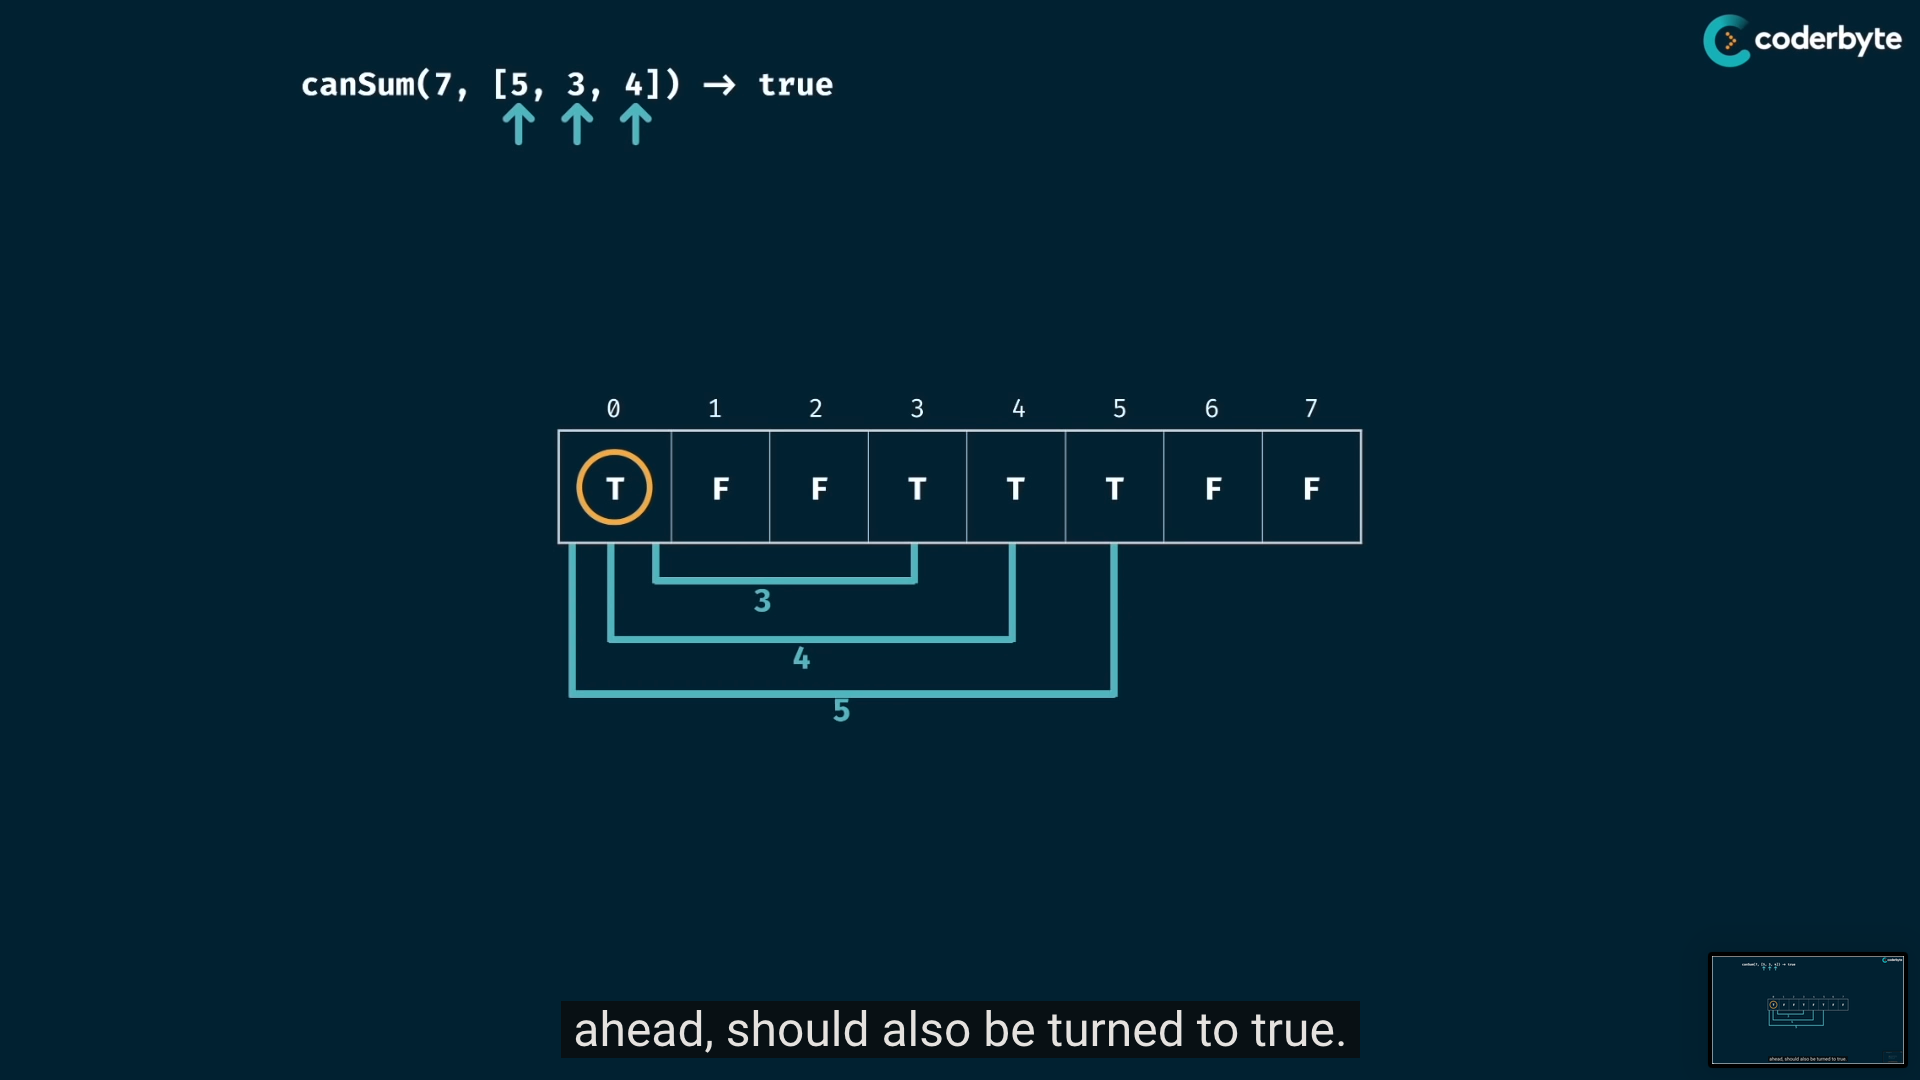 coderbyte
canSum(7, [5, 3, 4]) → true
0 1 2 3 4 5 6 7
T F F T T T F F
3
4
5
ahead, should also be turned to true.